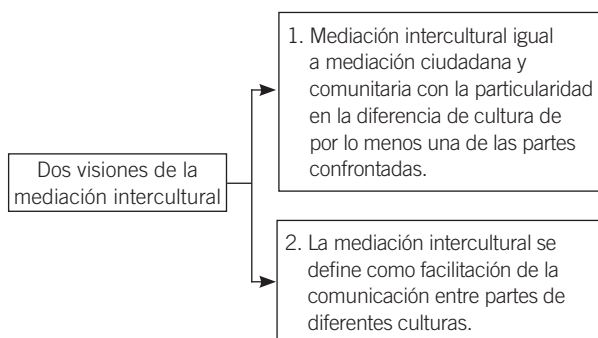 Dos visiones de la
mediación intercultural
1. Mediación intercultural igual
a mediación ciudadana y
comunitaria con la particularidad
en la diferencia de cultura de
por lo menos una de las partes
confrontadas.
2. La mediación intercultural se
define como facilitación de la
comunicación entre partes de
diferentes culturas.